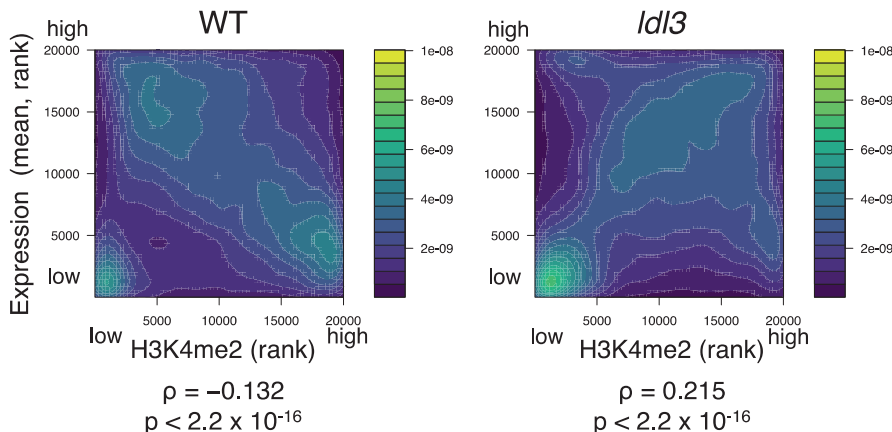 WT
high
Expression (mean, rank)
20000
15000
10000
5000
low
5000
10000
15000
20000
low
H3K4me2 (rank)
high
1e-08
8e-09
6e-09
4e-09
2e-09
ρ = −0.132
p < 2.2 x 10-16
ldl3
high
20000
15000
10000
5000
low
5000
10000
15000
20000
low
H3K4me2 (rank)
high
1e-08
8e-09
6e-09
4e-09
2e-09
ρ = 0.215
p < 2.2 x 10-16